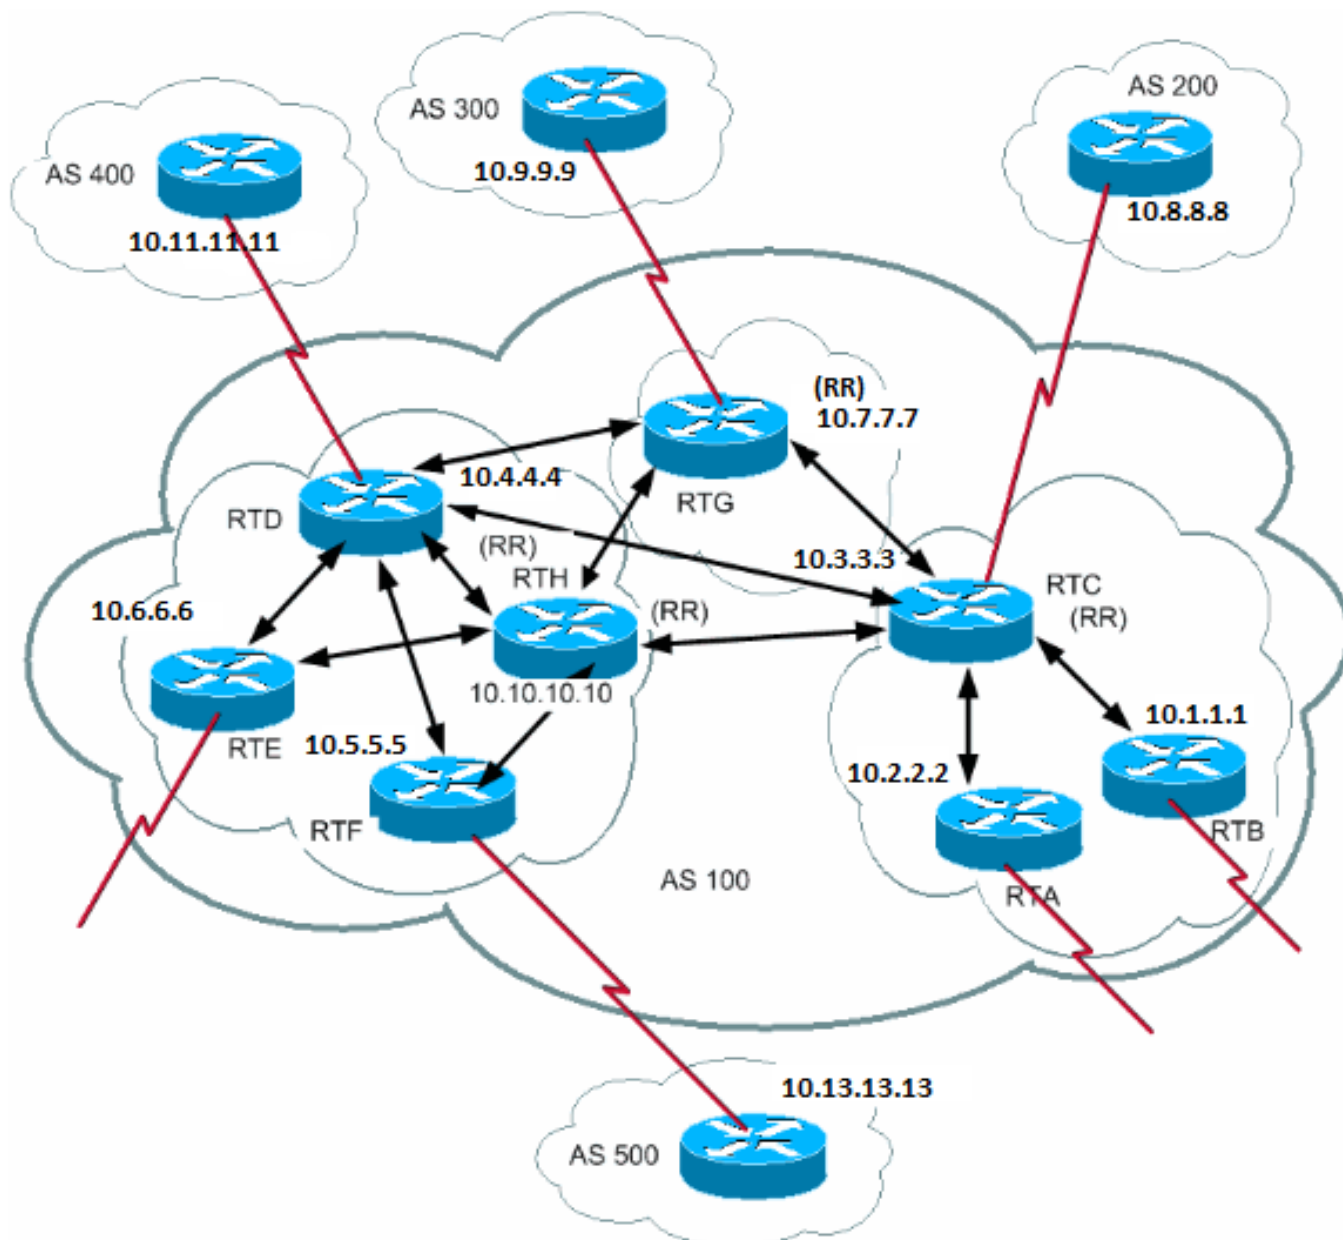 AS 300
AS 200
10.9.9.9
AS 400
10.8.8.8
10.11.11.11
(RR)
10.7.7.7
10.4.4.4
RTG
RTD
(RR)
10.3.3.3
RTH
RTC
(RR)
(RR)
10.6.6.6
10.10.10.10
10.1.1.1
RTE
10.5.5.5
10.2.2.2
RTF
RTB
AS 100
RTA
10.13.13.13
AS 500